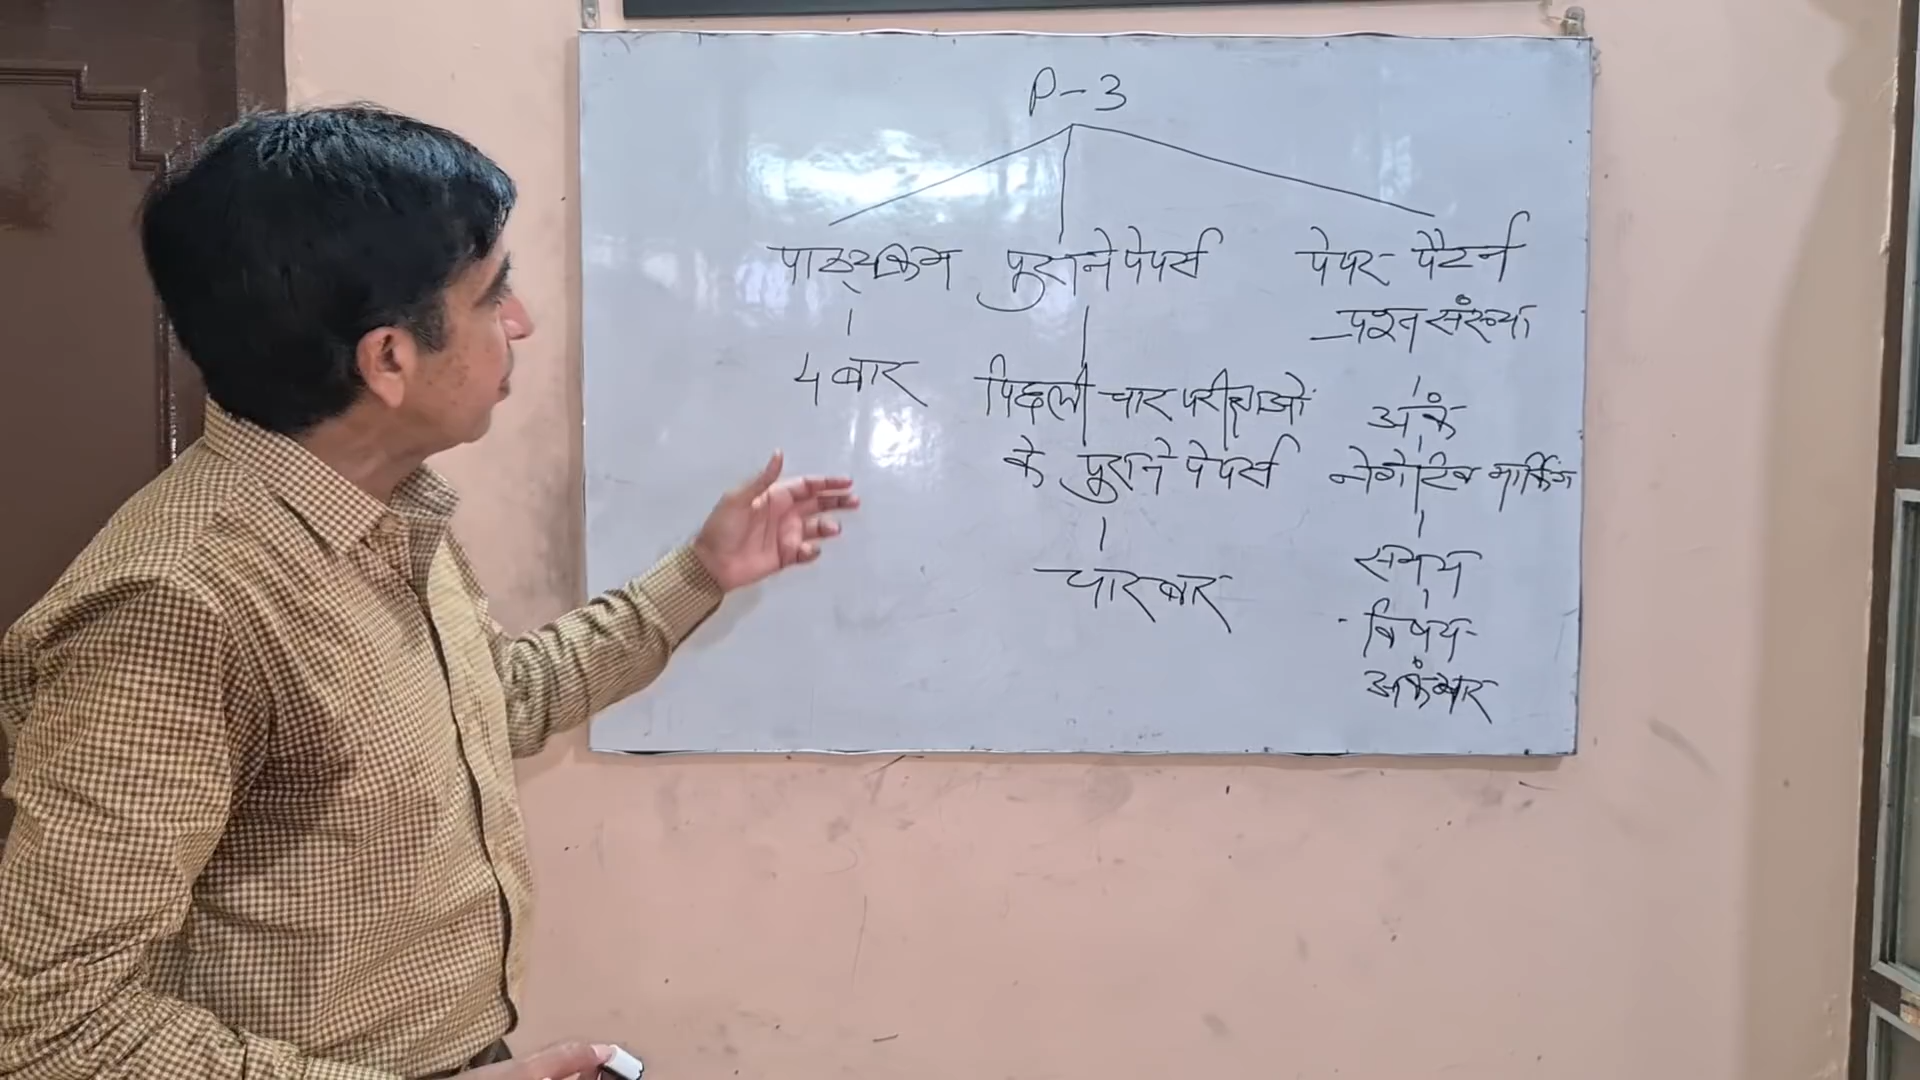 P-3
पाठ्यक्रम
4 बार
पुराने पेपर्स
पिछली चार परीक्षाओं
के पुराने पेपर्स
चार बार
पेपर पैटर्न
प्रश्न संख्या
अंक
नेगेटिव मार्किंग
समय
विषय
अंकभार